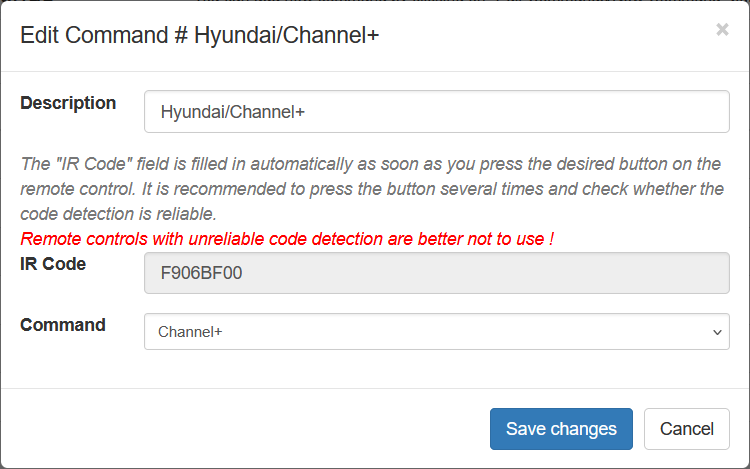 Edit Command # Hyundai/Channel+
×
Description
Hyundai/Channel+
The "IR Code" field is filled in automatically as soon as you press the desired button on the
remote control. It is recommended to press the button several times and check whether the
code detection is reliable.
Remote controls with unreliable code detection are better not to use !
IR Code
F906BF00
Command
Channel+
Save changes
Cancel